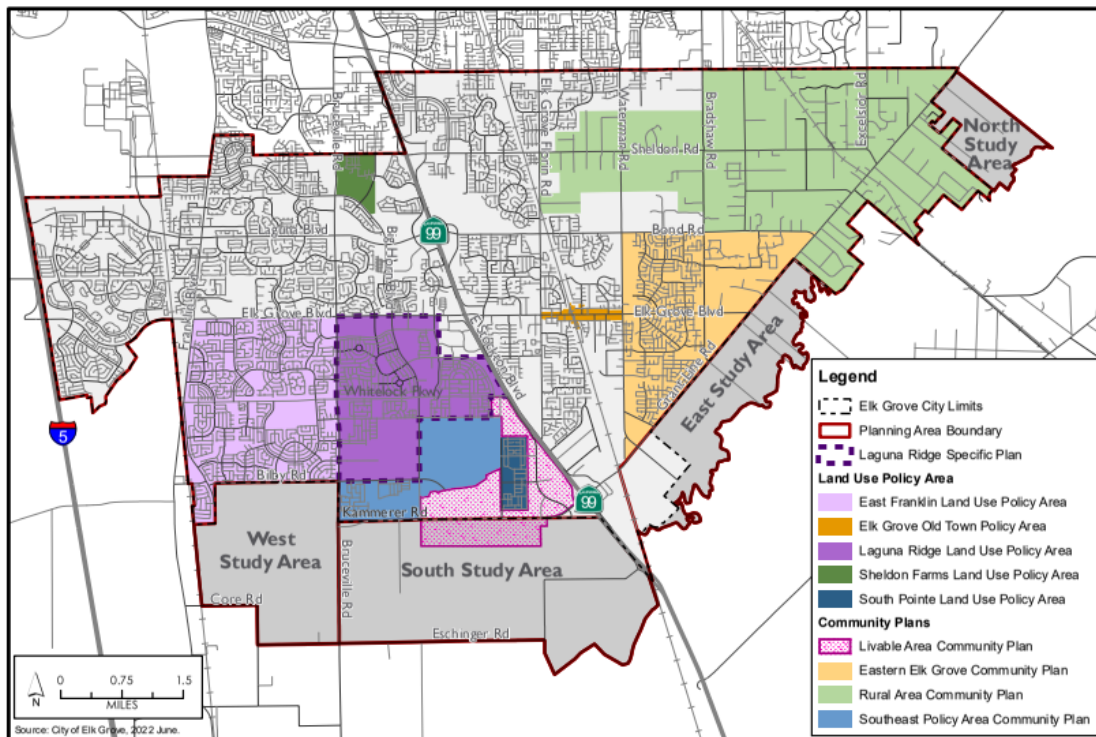 Bruceville Rd
Elk Grove Florin Rd
Waterman Rd
Bradshaw Rd
Excelsior Rd
North
Study
Area
Sheldon Rd
99
Laguna Blvd
Bond Rd
Elk Grove Blvd
Elk Grove Blvd
Grant Line Rd
East Study Area
Whitelock Pkwy
5
Bilby Rd
Kammerer Rd
99
West
Study Area
Bruceville Rd
South Study Area
Core Rd
Eschinger Rd
Legend
Elk Grove City Limits
Planning Area Boundary
Laguna Ridge Specific Plan
Land Use Policy Area
East Franklin Land Use Policy Area
Elk Grove Old Town Policy Area
Laguna Ridge Land Use Policy Area
Sheldon Farms Land Use Policy Area
South Pointe Land Use Policy Area
Community Plans
Livable Area Community Plan
Eastern Elk Grove Community Plan
Rural Area Community Plan
Southeast Policy Area Community Plan
0 0.75 1.5
MILES
N
Source: City of Elk Grove, 2022 June.